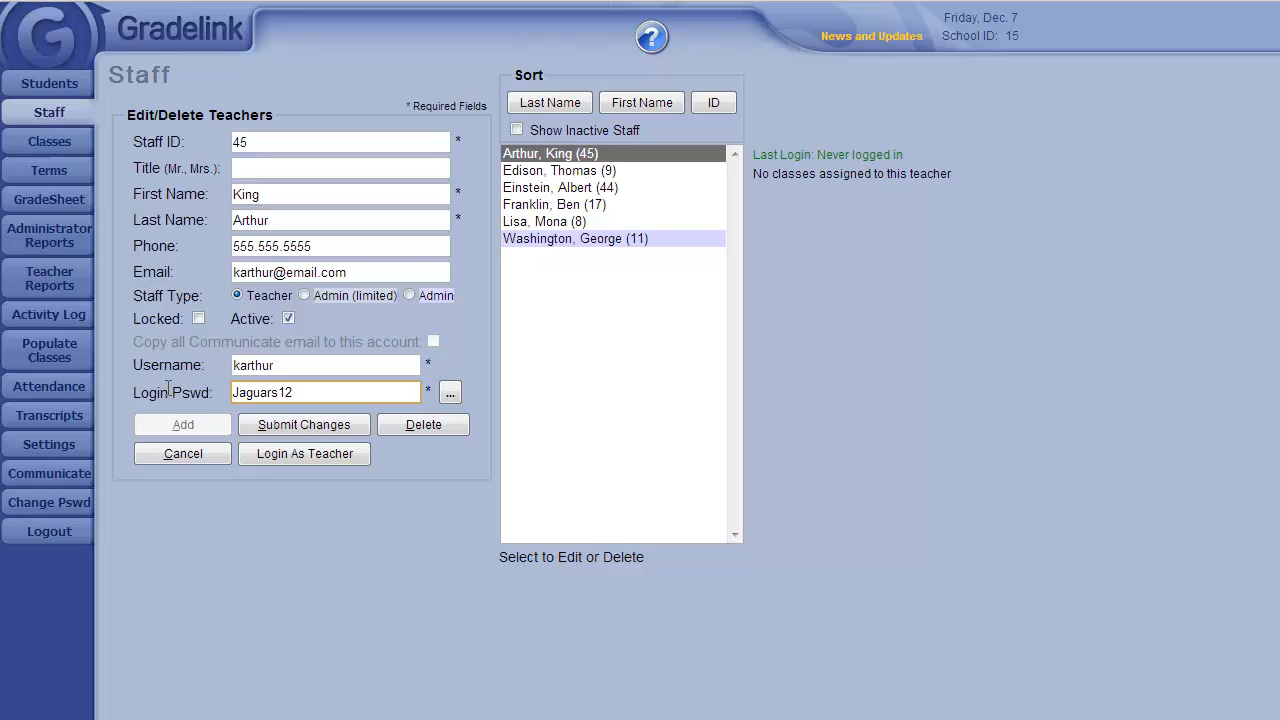 Gradelink
Friday, Dec. 7
News and Updates
School ID: 15
Students
Staff
Classes
Terms
GradeSheet
Administrator
Reports
Teacher
Reports
Activity Log
Populate
Classes
Attendance
Transcripts
Settings
Communicate
Change Pswd
Logout
Staff
* Required Fields
Edit/Delete Teachers
Staff ID: 45 *
Title (Mr., Mrs.):
First Name: King *
Last Name: Arthur *
Phone: 555.555.5555
Email: karthur@email.com
Staff Type: Teacher Admin (limited) Admin
Locked: Active:
Copy all Communicate email to this account:
Username: karthur *
Login Pswd: Jaguars12 * ...
Add Submit Changes Delete
Cancel Login As Teacher
Sort
Last Name First Name ID
Show Inactive Staff
Arthur, King (45)
Edison, Thomas (9)
Einstein, Albert (44)
Franklin, Ben (17)
Lisa, Mona (8)
Washington, George (11)
Select to Edit or Delete
Last Login: Never logged in
No classes assigned to this teacher